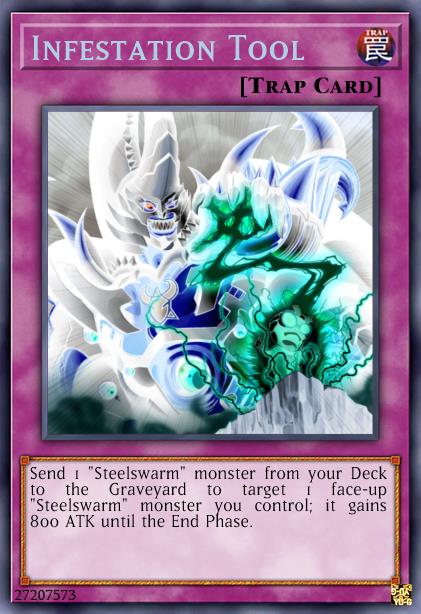 Infestation Tool
TRAP
罠
[Trap Card]
Send 1 "Steelswarm" monster from your Deck
to the Graveyard to target 1 face-up
"Steelswarm" monster you control; it gains
800 ATK until the End Phase.
27207573